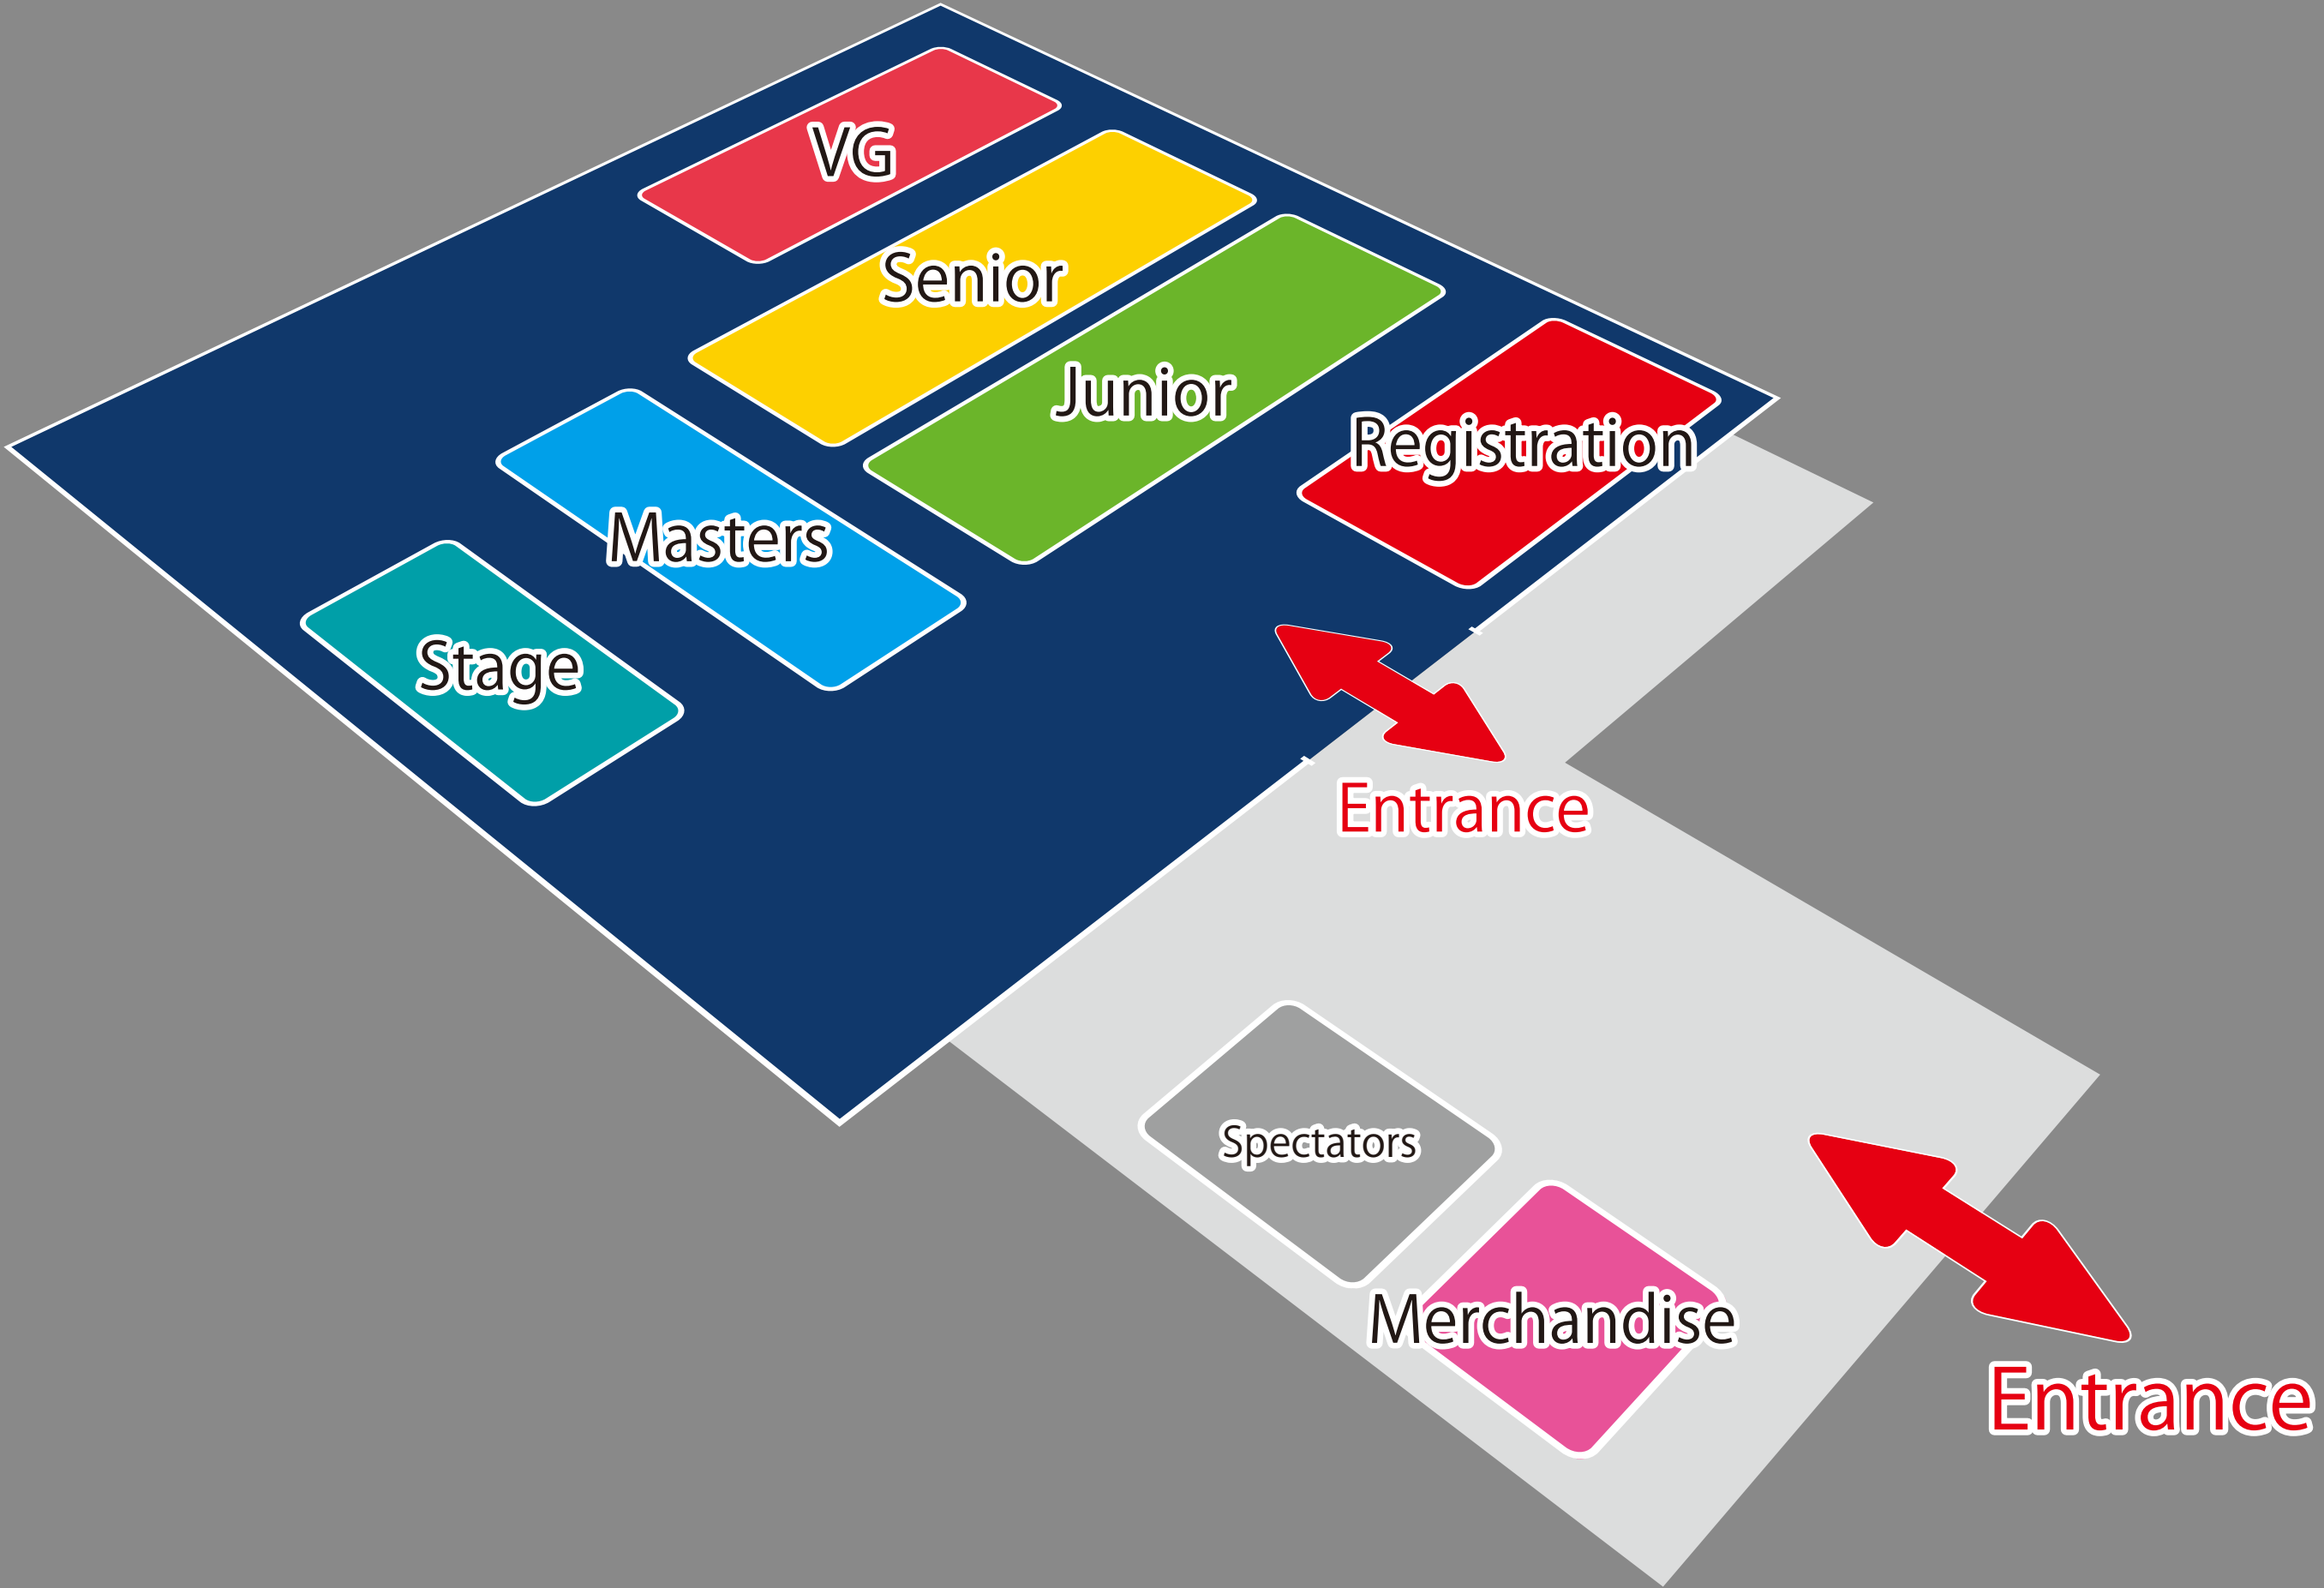 VG
Senior
Junior
Registration
Masters
Stage
Entrance
Spectators
Merchandise
Entrance